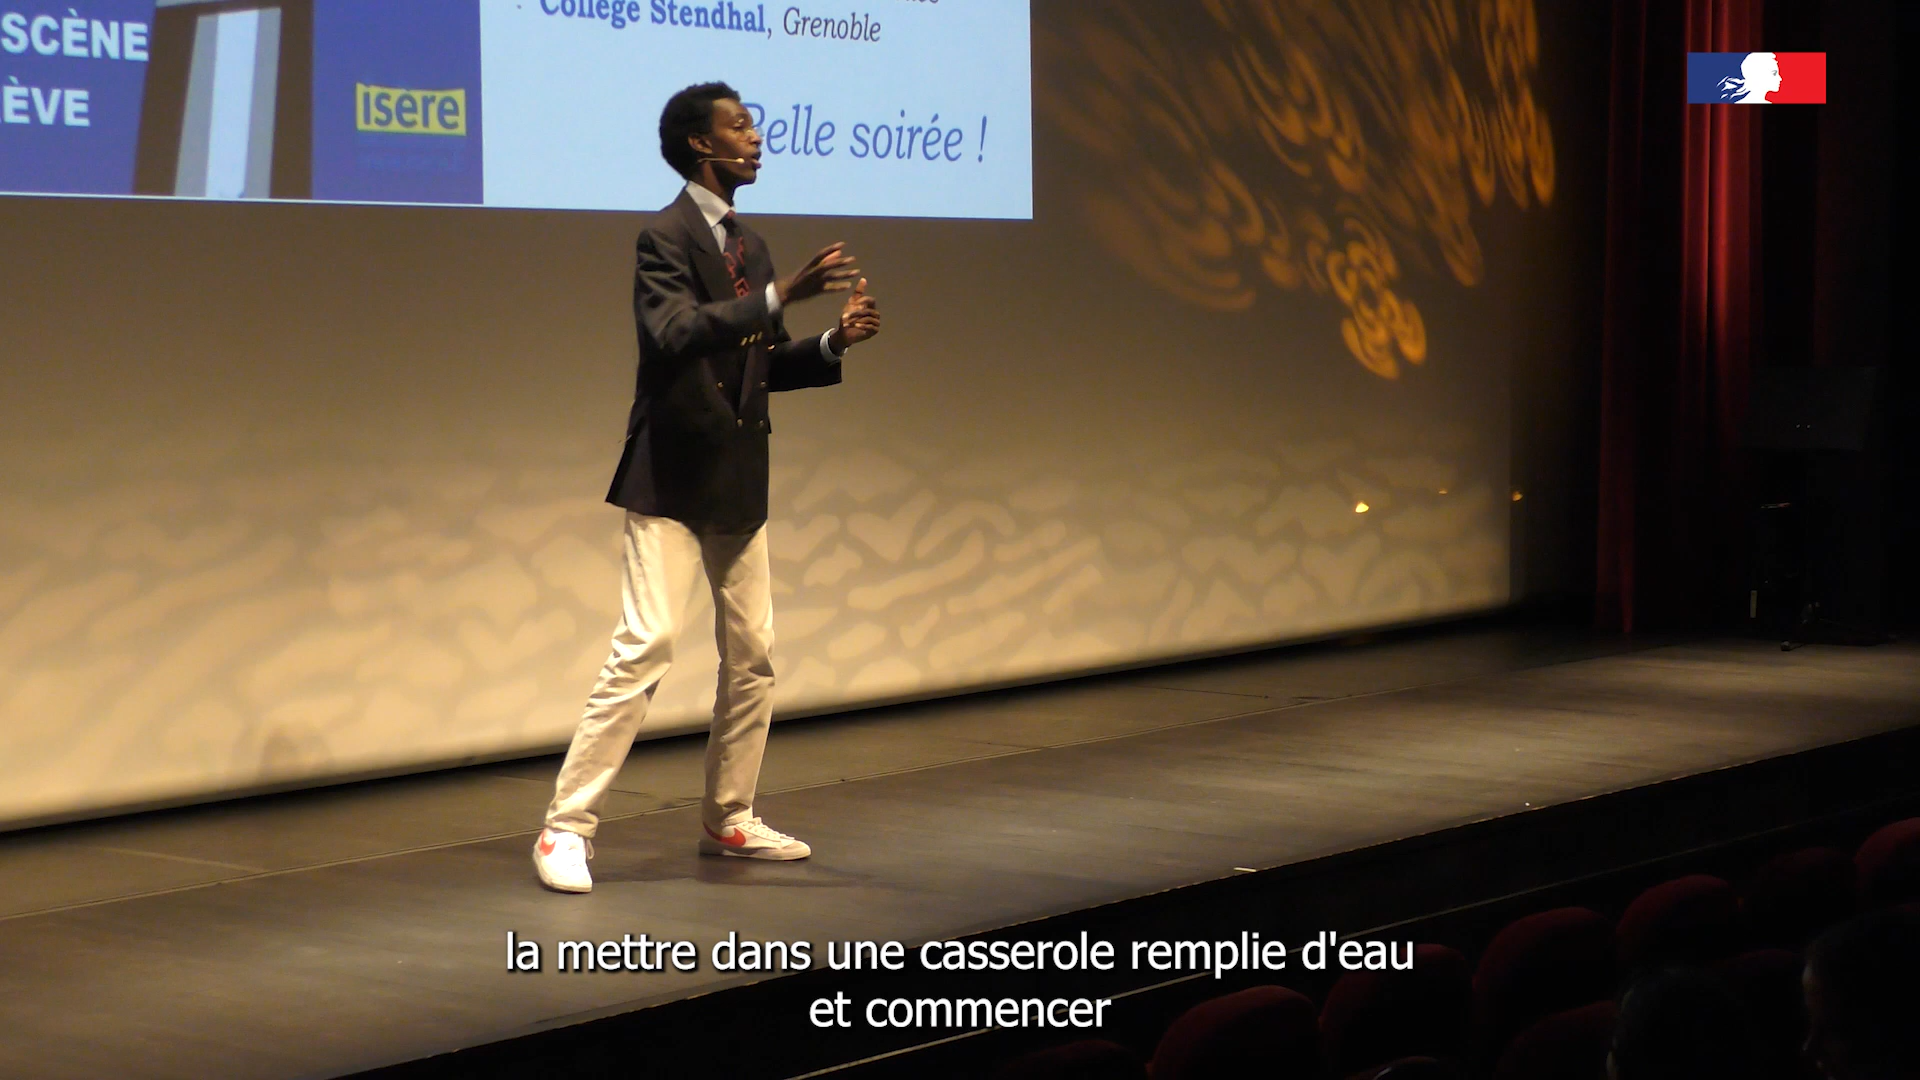 SCÈNE
ÈVE
isère
Collège Stendhal, Grenoble
Belle soirée !
la mettre dans une casserole remplie d'eau
et commencer